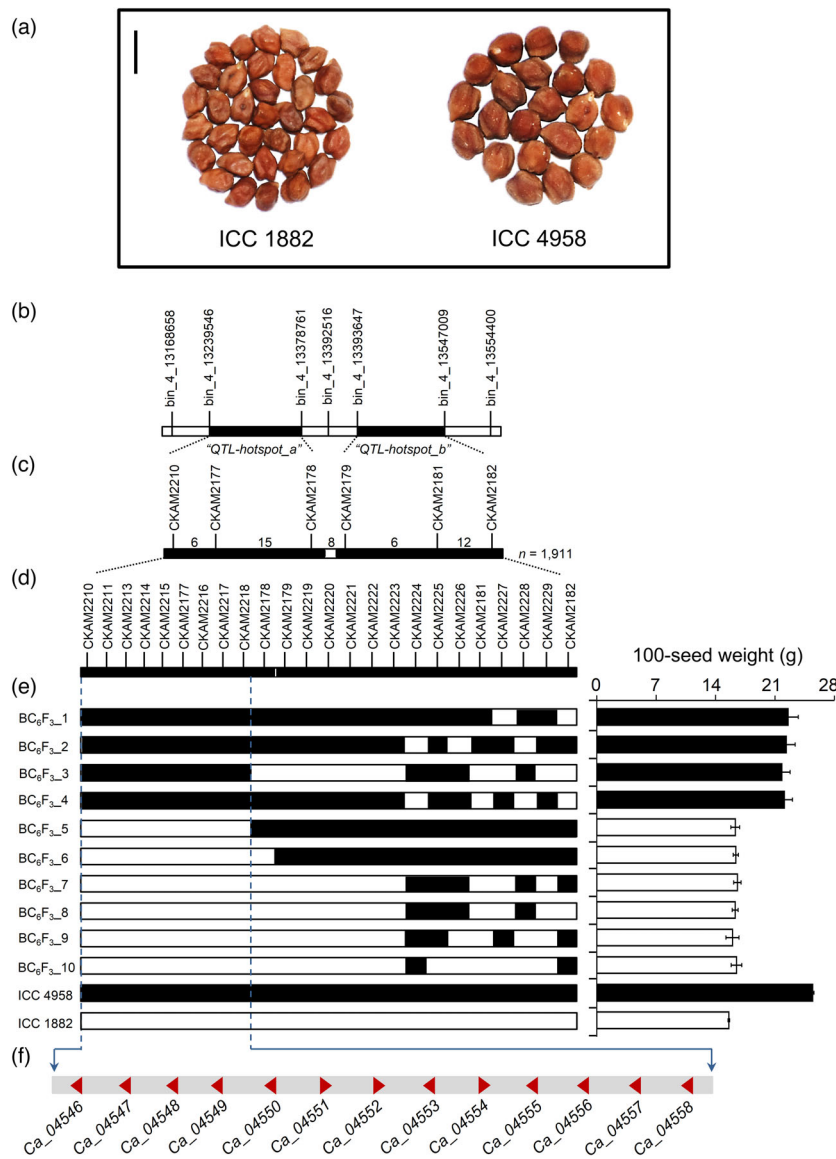 (a)
ICC 1882
ICC 4958
(b)
bin_4_13168658
bin_4_13239546
bin_4_13378761
bin_4_13392516
bin_4_13393647
bin_4_13547009
bin_4_13554400
"QTL-hotspot_a"
"QTL-hotspot_b"
(c)
CKAM2210
CKAM2177
CKAM2178
CKAM2179
CKAM2181
CKAM2182
6
15
8
6
12
n = 1,911
(d)
CKAM2210
CKAM2211
CKAM2213
CKAM2214
CKAM2215
CKAM2177
CKAM2216
CKAM2217
CKAM2218
CKAM2178
CKAM2179
CKAM2219
CKAM2220
CKAM2221
CKAM2222
CKAM2223
CKAM2224
CKAM2225
CKAM2226
CKAM2181
CKAM2227
CKAM2228
CKAM2229
CKAM2182
100-seed weight (g)
0 7 14 21 28
(e)
BC₆F₃_1
BC₆F₃_2
BC₆F₃_3
BC₆F₃_4
BC₆F₃_5
BC₆F₃_6
BC₆F₃_7
BC₆F₃_8
BC₆F₃_9
BC₆F₃_10
ICC 4958
ICC 1882
(f)
Ca_04546
Ca_04547
Ca_04548
Ca_04549
Ca_04550
Ca_04551
Ca_04552
Ca_04553
Ca_04554
Ca_04555
Ca_04556
Ca_04557
Ca_04558